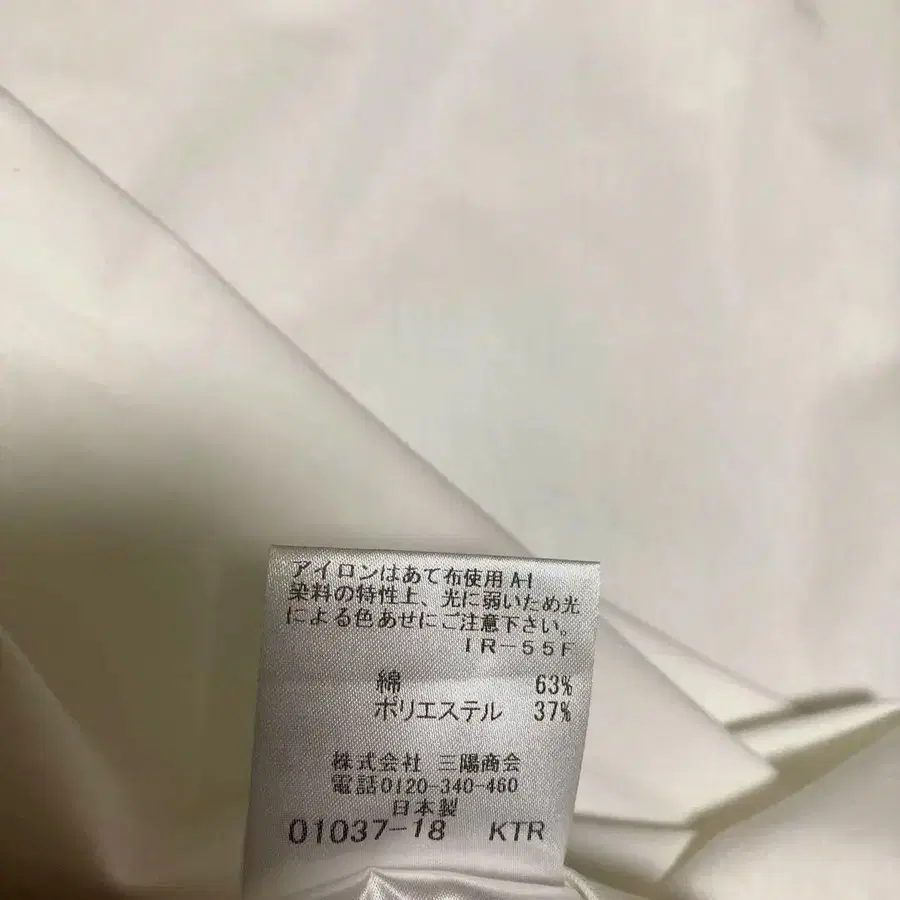 アイロンはあて布使用 A-1
染料の特性上、光に弱いため光
による色あせにご注意下さい。
IR-55F
綿 63%
ポリエステル 37%
株式会社 三陽商会
電話0120-340-460
日本製
01037-18 KTR